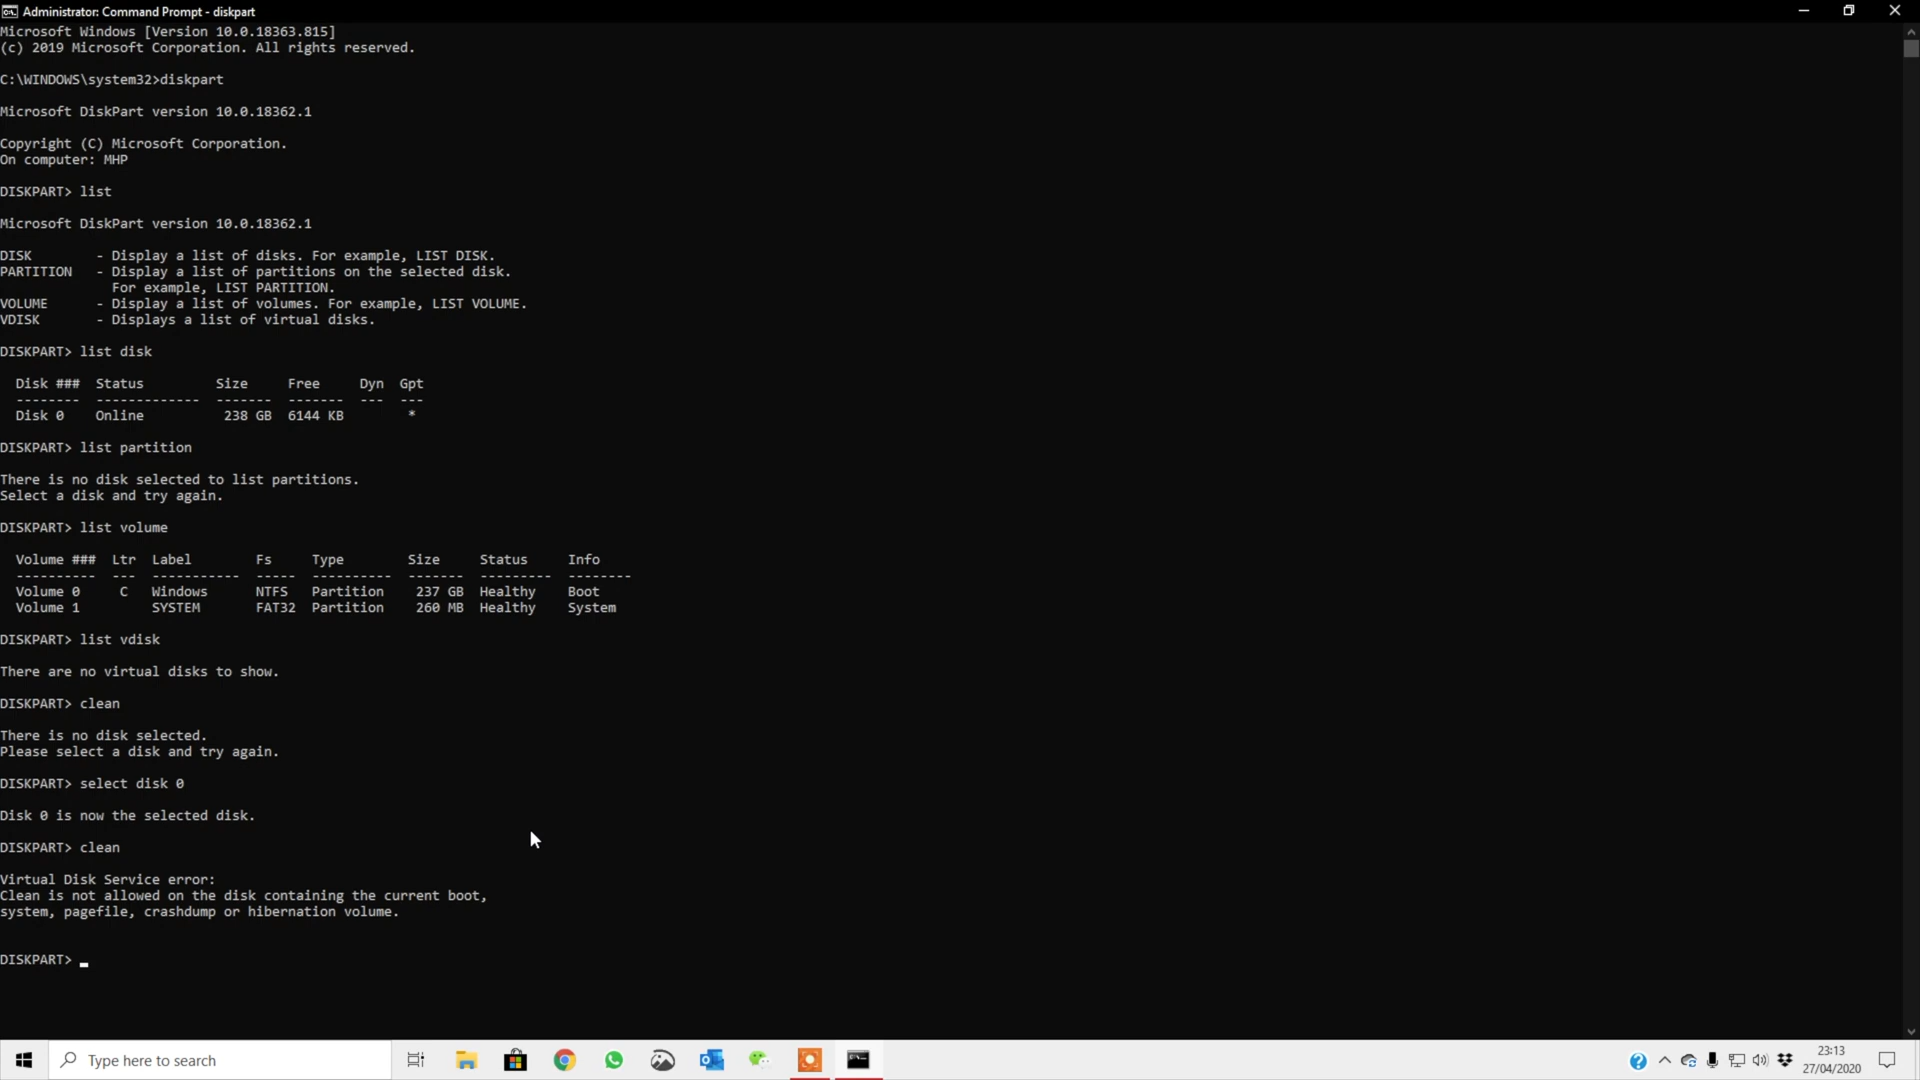 Administrator: Command Prompt - diskpart
Microsoft Windows [Version 10.0.18363.815]
(c) 2019 Microsoft Corporation. All rights reserved.
C:\WINDOWS\system32>diskpart
Microsoft DiskPart version 10.0.18362.1
Copyright (C) Microsoft Corporation.
On computer: MHP
DISKPART> list
Microsoft DiskPart version 10.0.18362.1
DISK        - Display a list of disks. For example, LIST DISK.
PARTITION   - Display a list of partitions on the selected disk.
              For example, LIST PARTITION.
VOLUME      - Display a list of volumes. For example, LIST VOLUME.
VDISK       - Displays a list of virtual disks.
DISKPART> list disk
  Disk ###  Status         Size     Free     Dyn  Gpt
  --------  -------------  -------  -------  ---  ---
  Disk 0    Online          238 GB  6144 KB        *
DISKPART> list partition
There is no disk selected to list partitions.
Select a disk and try again.
DISKPART> list volume
  Volume ###  Ltr  Label        Fs     Type        Size     Status     Info
  ----------  ---  -----------  -----  ----------  -------  ---------  --------
  Volume 0     C   Windows      NTFS   Partition    237 GB  Healthy    Boot
  Volume 1         SYSTEM       FAT32  Partition    260 MB  Healthy    System
DISKPART> list vdisk
There are no virtual disks to show.
DISKPART> clean
There is no disk selected.
Please select a disk and try again.
DISKPART> select disk 0
Disk 0 is now the selected disk.
DISKPART> clean
Virtual Disk Service error:
Clean is not allowed on the disk containing the current boot,
system, pagefile, crashdump or hibernation volume.
DISKPART>
Type here to search
23:13
27/04/2020